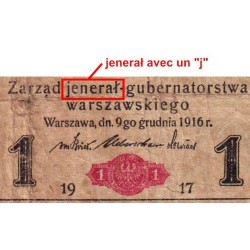 jenerał avec un "j"
Zarząd jenerał-gubernatorstwa
warszawskiego
Warszawa, dn. 9go grudnia 1916 r.
1 1
19 17